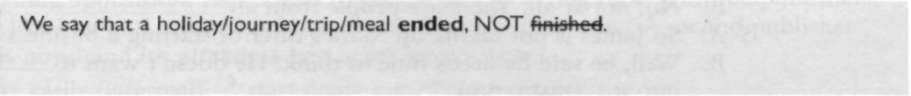 We say that a holiday/journey/trip/meal ended, NOT finished.